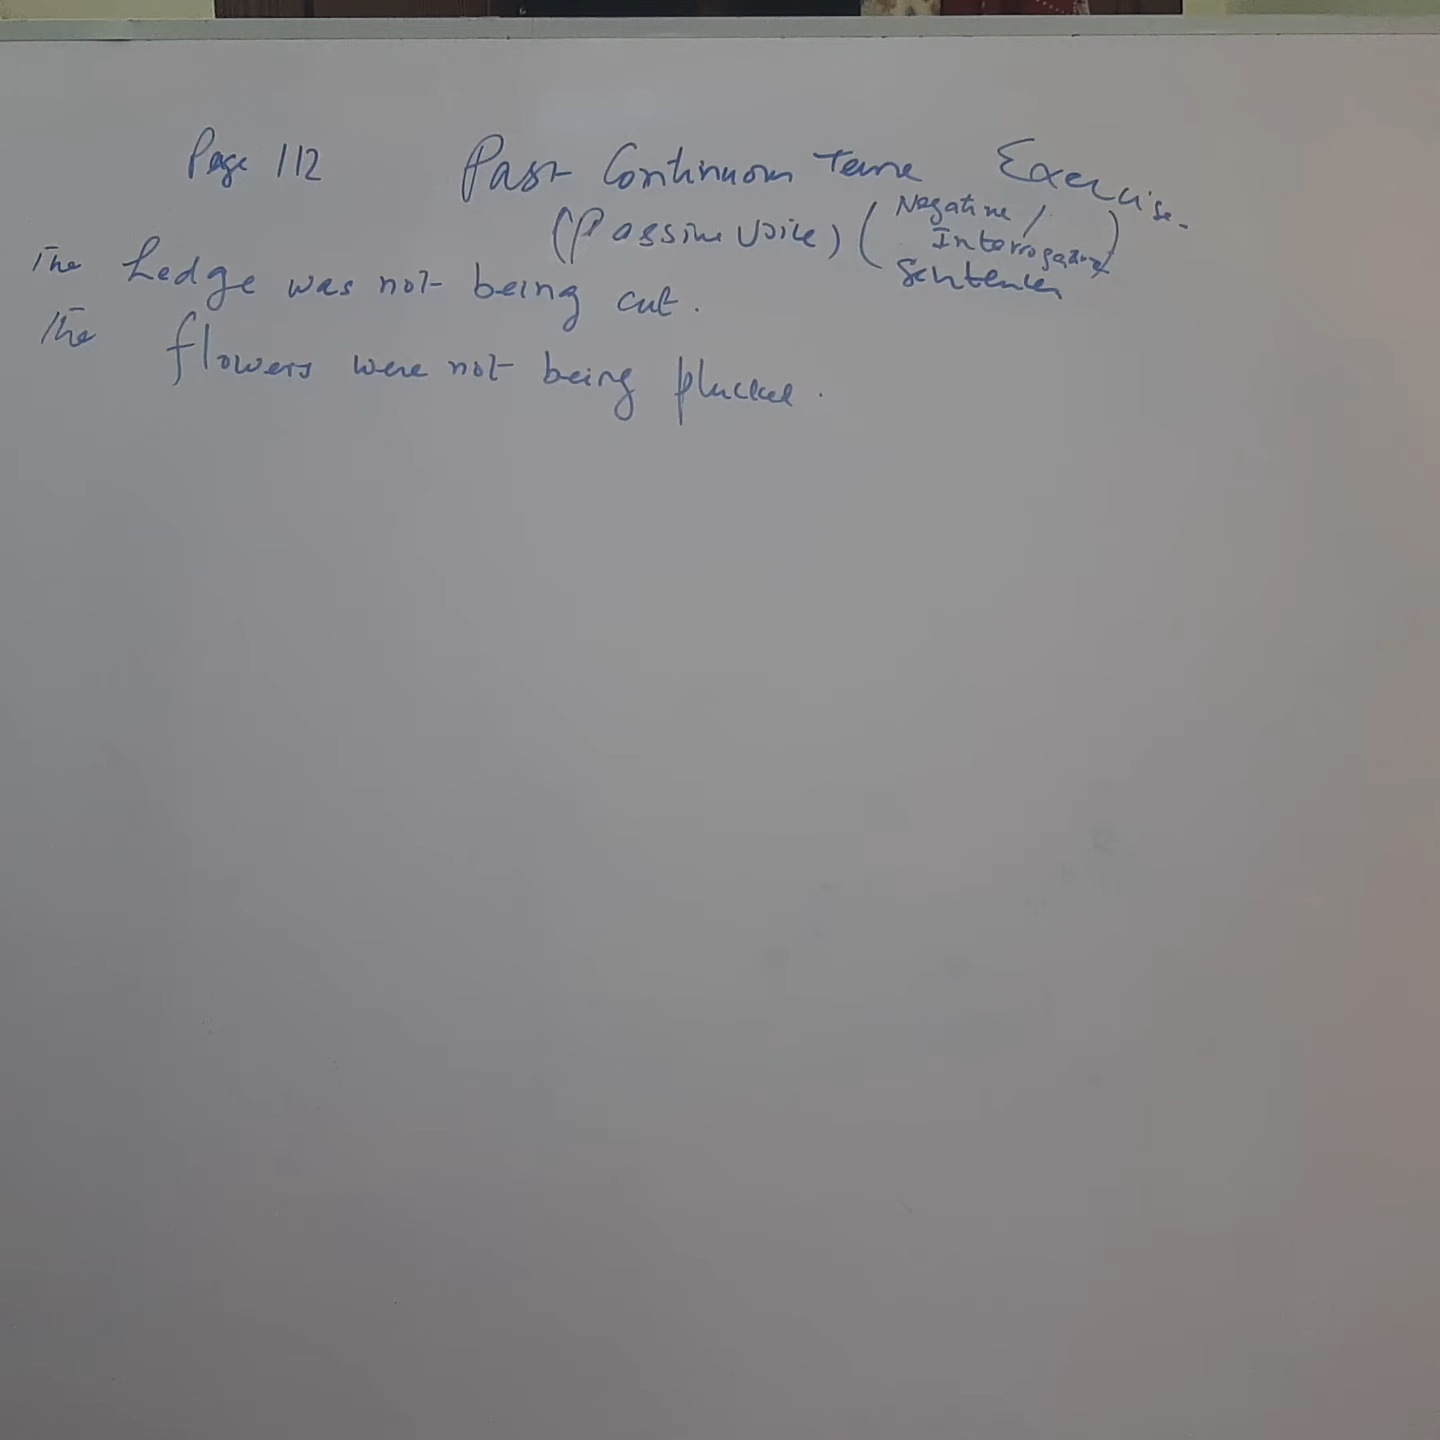 Page 112 Past Continuous Tense Exercise.
(Passive Voice) (Negative / Interrogative Sentences)
The hedge was not being cut.
The flowers were not being plucked.